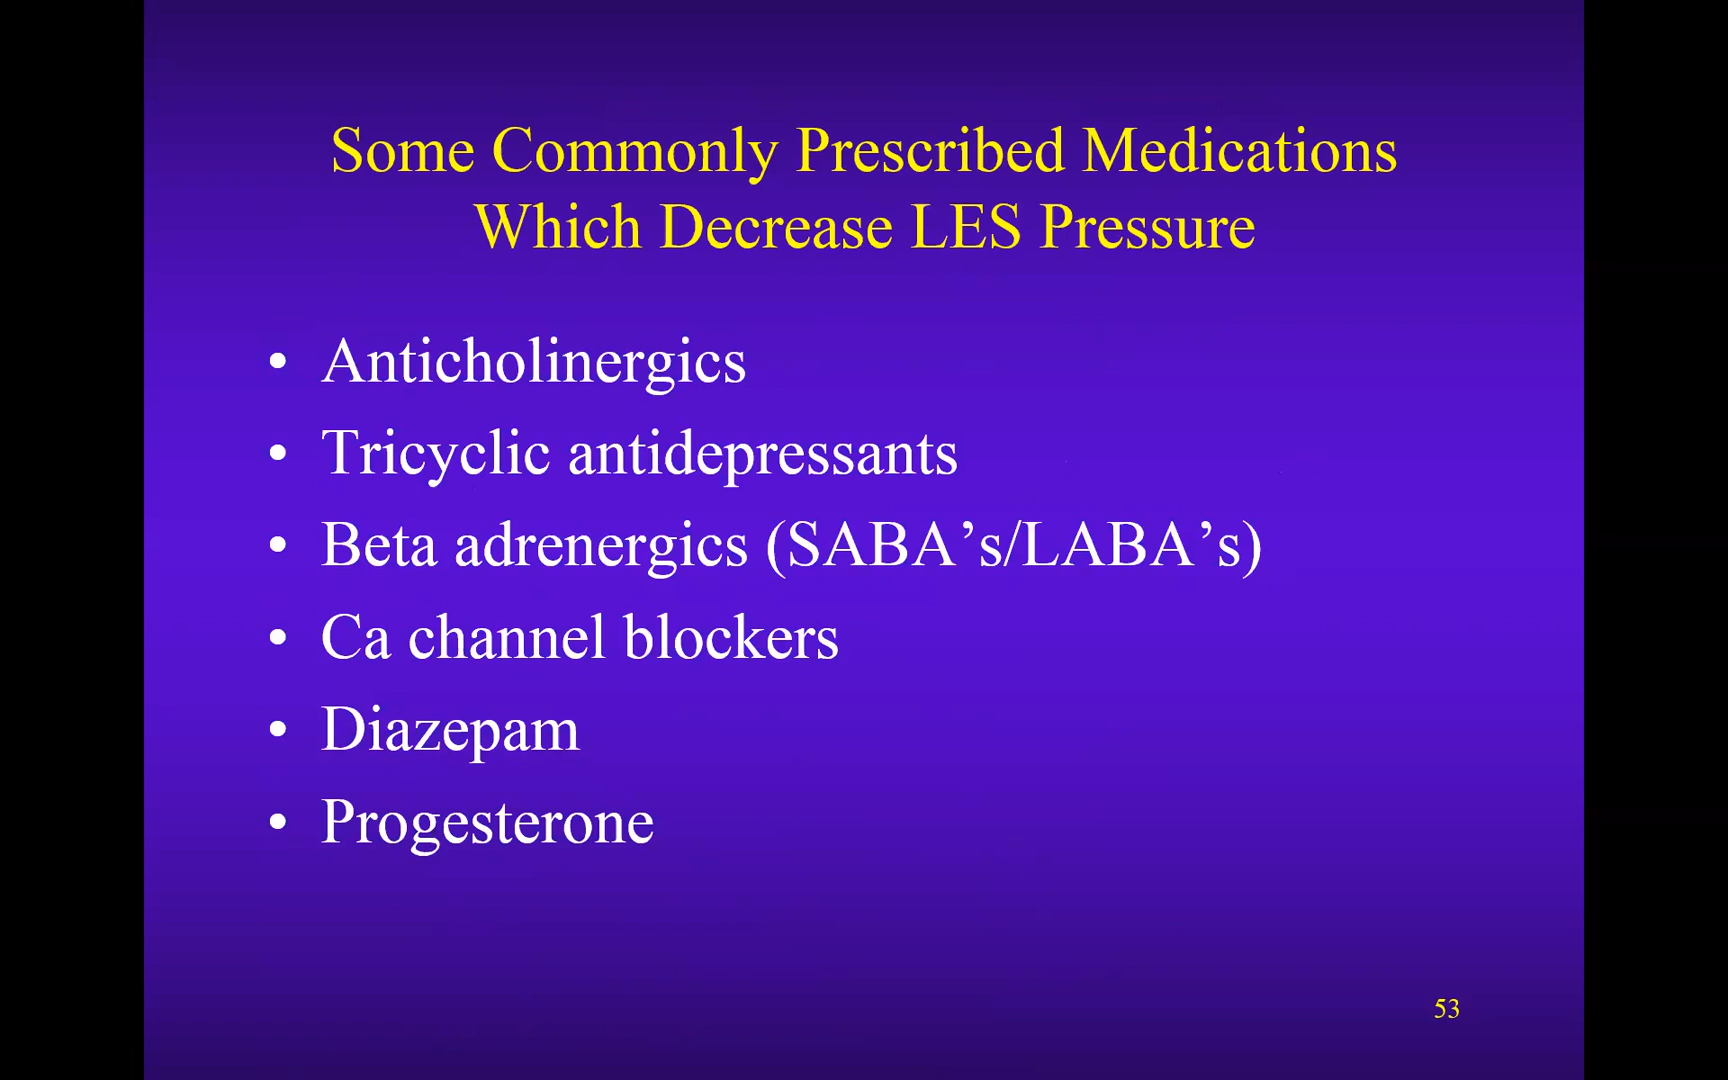 Some Commonly Prescribed Medications
Which Decrease LES Pressure
• Anticholinergics
• Tricyclic antidepressants
• Beta adrenergics (SABA’s/LABA’s)
• Ca channel blockers
• Diazepam
• Progesterone
53